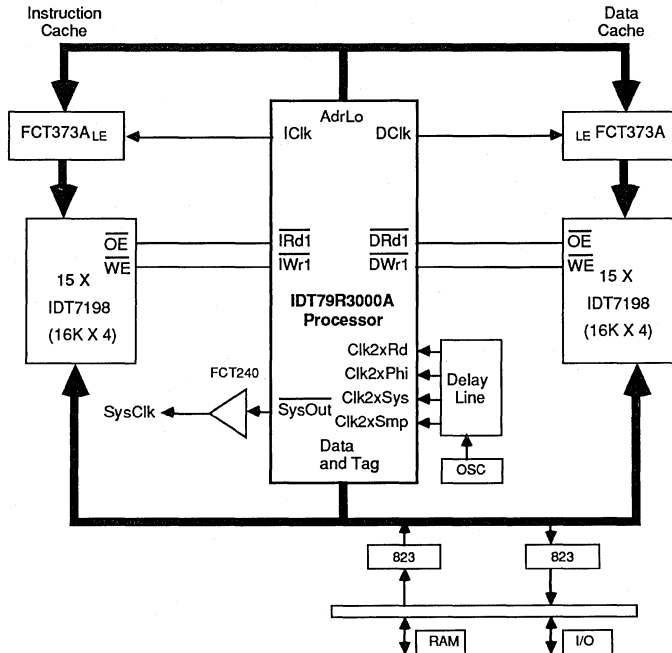 Instruction
Cache
Data
Cache
AdrLo
FCT373A LE
IClk
DClk
LE FCT373A
OE
WE
IRd1
IWr1
DRd1
DWr1
OE
WE
15 X
IDT7198
(16K X 4)
IDT79R3000A
Processor
15 X
IDT7198
(16K X 4)
FCT240
SysClk
SysOut
Clk2xRd
Clk2xPhi
Clk2xSys
Clk2xSmp
Delay
Line
OSC
Data
and Tag
823
823
RAM
I/O